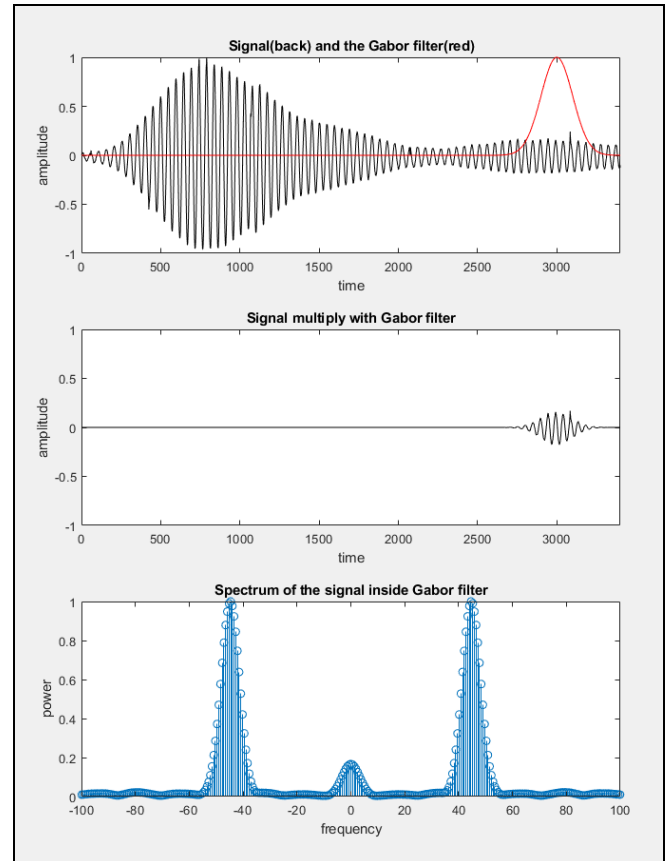 Signal(back) and the Gabor filter(red)
1
0.5
0
-0.5
-1
amplitude
0 500 1000 1500 2000 2500 3000
time
Signal multiply with Gabor filter
1
0.5
0
-0.5
-1
amplitude
0 500 1000 1500 2000 2500 3000
time
Spectrum of the signal inside Gabor filter
1
0.8
0.6
0.4
0.2
0
power
-100 -80 -60 -40 -20 0 20 40 60 80 100
frequency